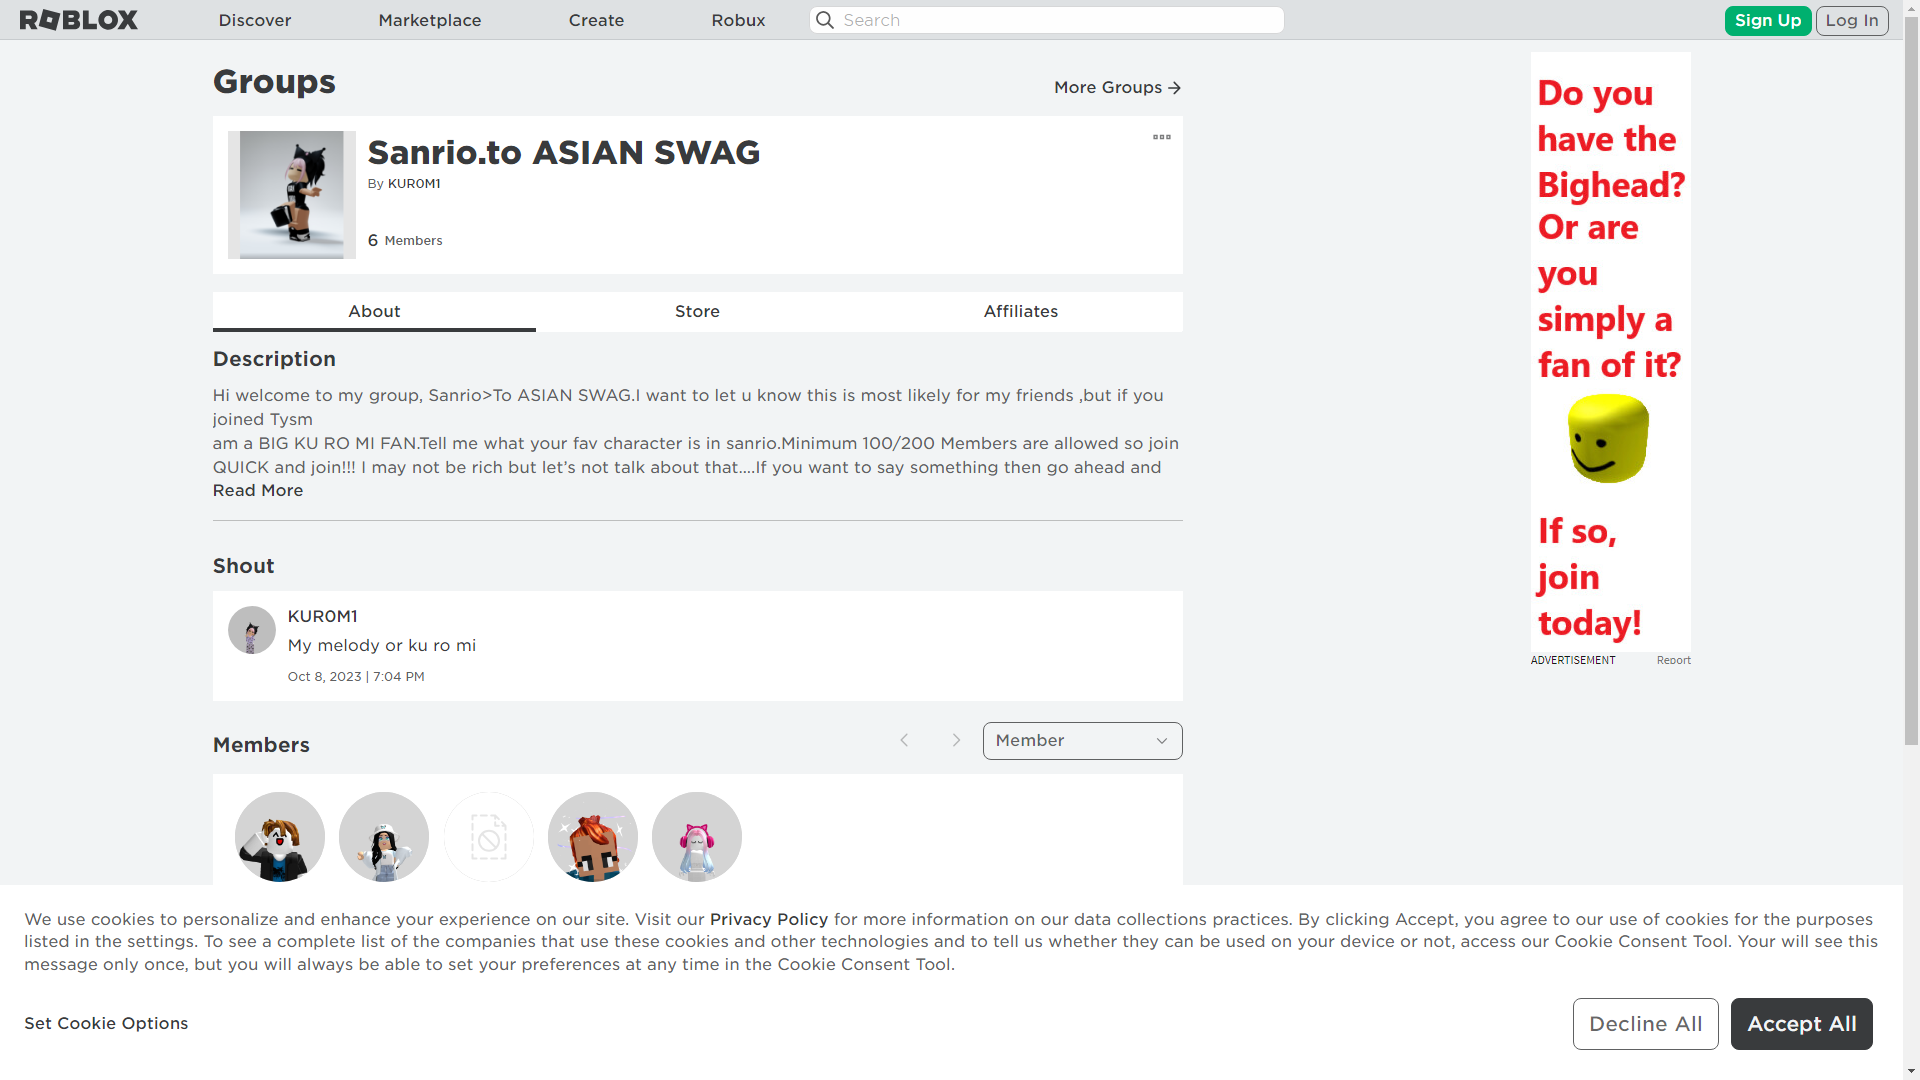 ROBLOX
Discover
Marketplace
Create
Robux
Search
Sign Up
Log In
Groups
More Groups
Sanrio.to ASIAN SWAG
By KUR0M1
6 Members
About
Store
Affiliates
Description
Hi welcome to my group, Sanrio>To ASIAN SWAG.I want to let u know this is most likely for my friends ,but if you
joined Tysm
am a BIG KU RO MI FAN.Tell me what your fav character is in sanrio.Minimum 100/200 Members are allowed so join
QUICK and join!!! I may not be rich but let’s not talk about that....If you want to say something then go ahead and
Read More
Shout
KUR0M1
My melody or ku ro mi
Oct 8, 2023 | 7:04 PM
Members
Member
Do you
have the
Bighead?
Or are
you
simply a
fan of it?
If so,
join
today!
ADVERTISEMENT
Report
We use cookies to personalize and enhance your experience on our site. Visit our Privacy Policy for more information on our data collections practices. By clicking Accept, you agree to our use of cookies for the purposes
listed in the settings. To see a complete list of the companies that use these cookies and other technologies and to tell us whether they can be used on your device or not, access our Cookie Consent Tool. Your will see this
message only once, but you will always be able to set your preferences at any time in the Cookie Consent Tool.
Set Cookie Options
Decline All
Accept All